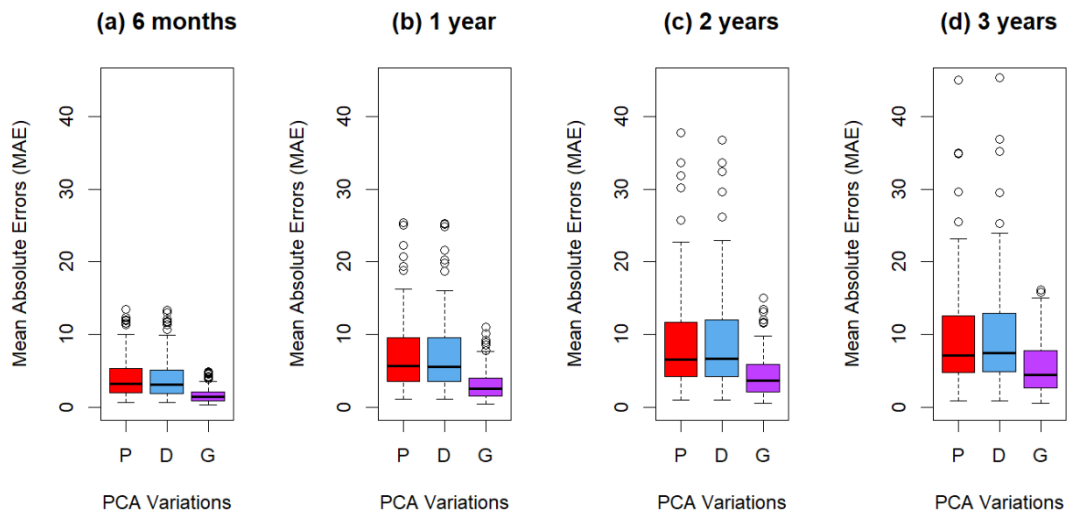 (a) 6 months
Mean Absolute Errors (MAE)
40
30
20
10
0
P D G
PCA Variations
(b) 1 year
Mean Absolute Errors (MAE)
40
30
20
10
0
P D G
PCA Variations
(c) 2 years
Mean Absolute Errors (MAE)
40
30
20
10
0
P D G
PCA Variations
(d) 3 years
Mean Absolute Errors (MAE)
40
30
20
10
0
P D G
PCA Variations